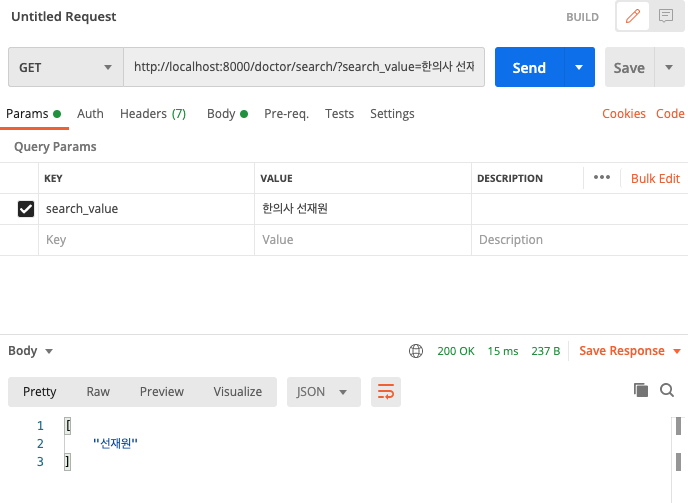 Untitled Request
BUILD
GET
http://localhost:8000/doctor/search/?search_value=한의사 선재
Send
Save
Params Auth Headers (7) Body Pre-req. Tests Settings Cookies Code
Query Params
KEY VALUE DESCRIPTION ••• Bulk Edit
search_value 한의사 선재원
Key Value Description
Body 200 OK 15 ms 237 B Save Response
Pretty Raw Preview Visualize JSON
1 [
2 "선재원"
3 ]